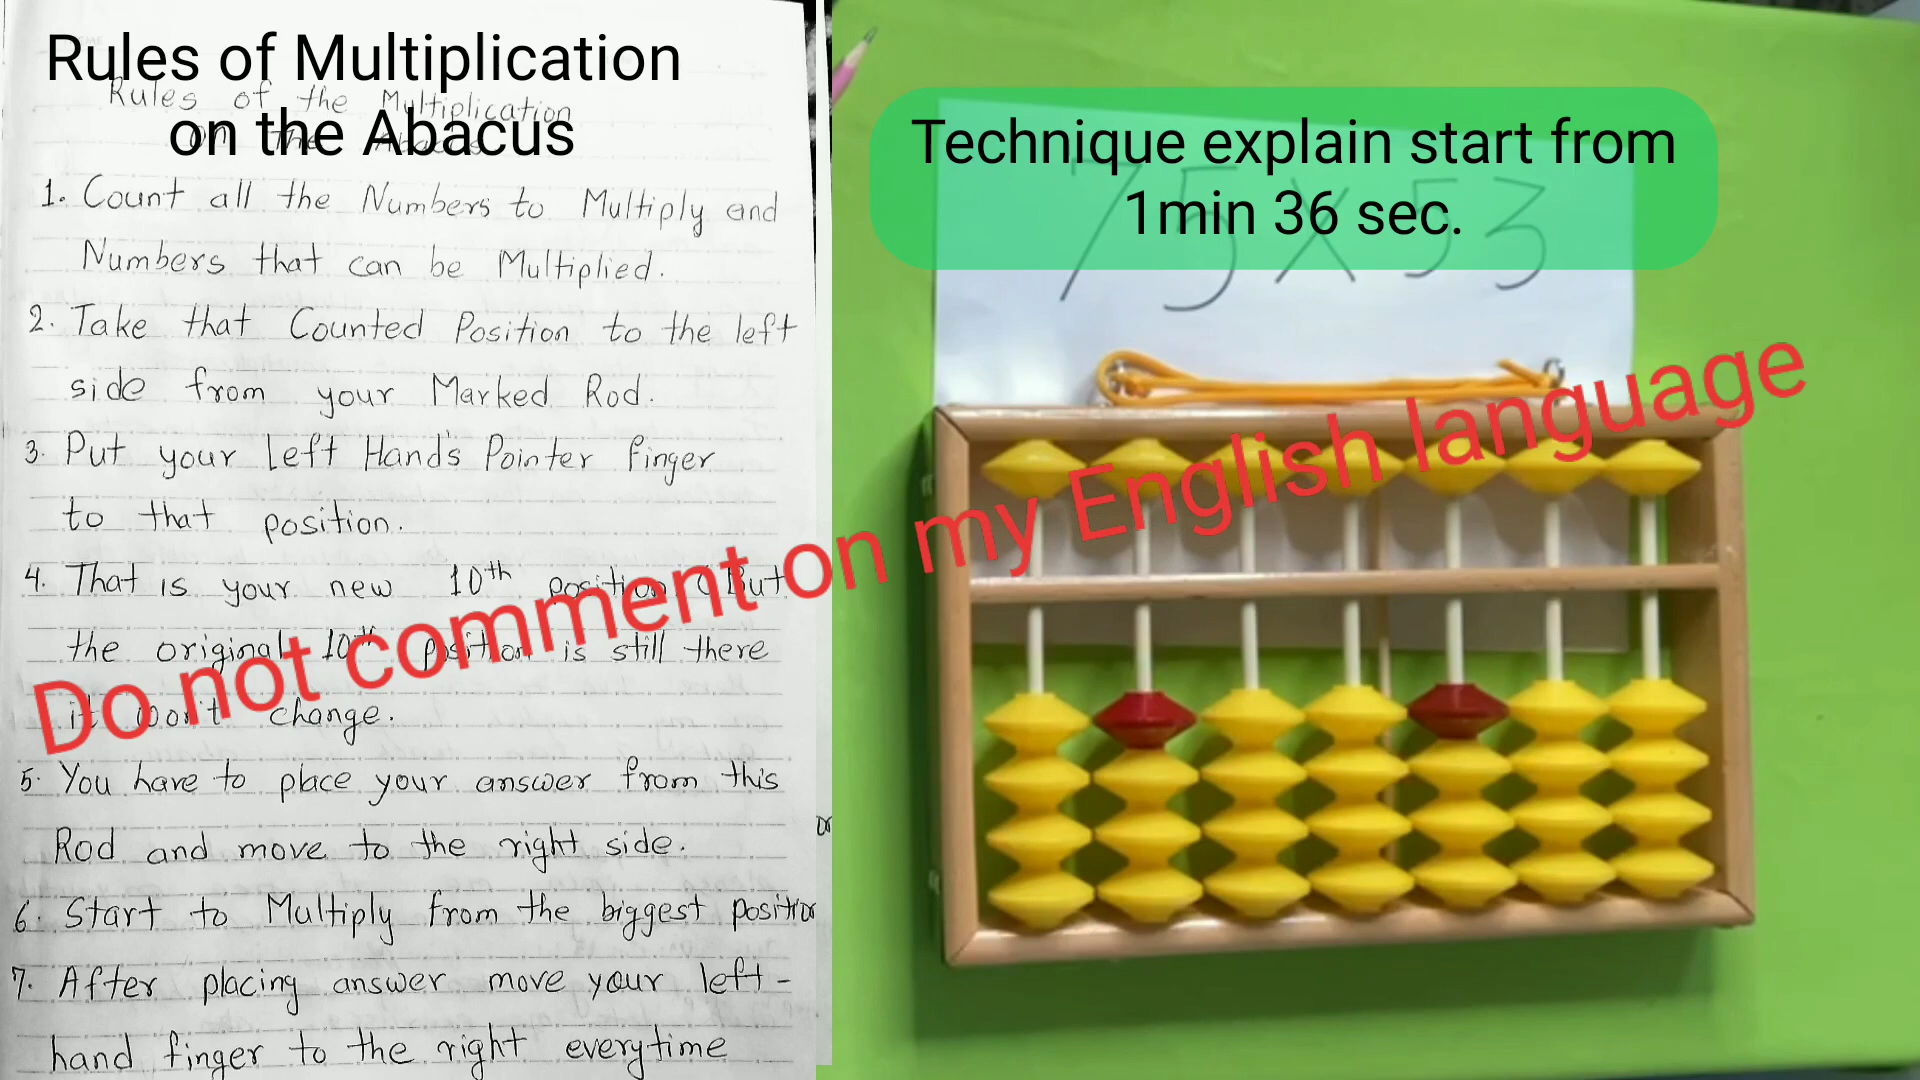 Rules of Multiplication
on the Abacus
Rules of the Multiplication
on the Abacus
1. Count all the Numbers to Multiply and
Numbers that can be Multiplied.
2. Take that Counted Position to the left
side from your Marked Rod.
3. Put your Left Hand's Pointer finger
to that position.
4. That is your new 10th position (But
the original 10th position is still there
it won't change.
5. You have to place your answer from this
Rod and move to the right side.
6. Start to Multiply from the biggest position
7. After placing answer move your left-
hand finger to the right everytime
Technique explain start from
1min 36 sec.
75 X 53
Do not comment on my English language